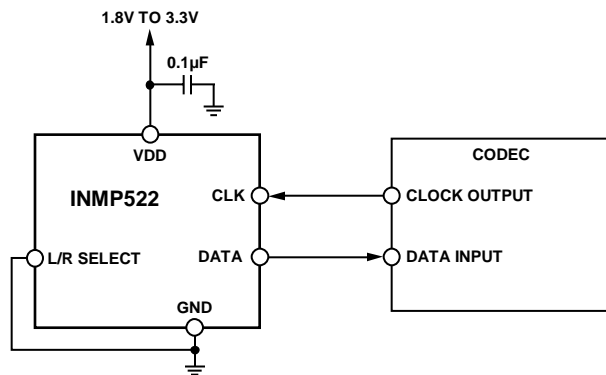 1.8V TO 3.3V
0.1µF
VDD
CODEC
INMP522
CLK
CLOCK OUTPUT
L/R SELECT
DATA
DATA INPUT
GND